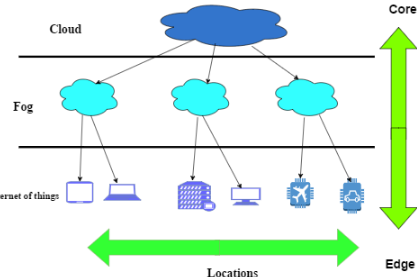 Core
Cloud
Fog
ernet of things
Edge
Locations